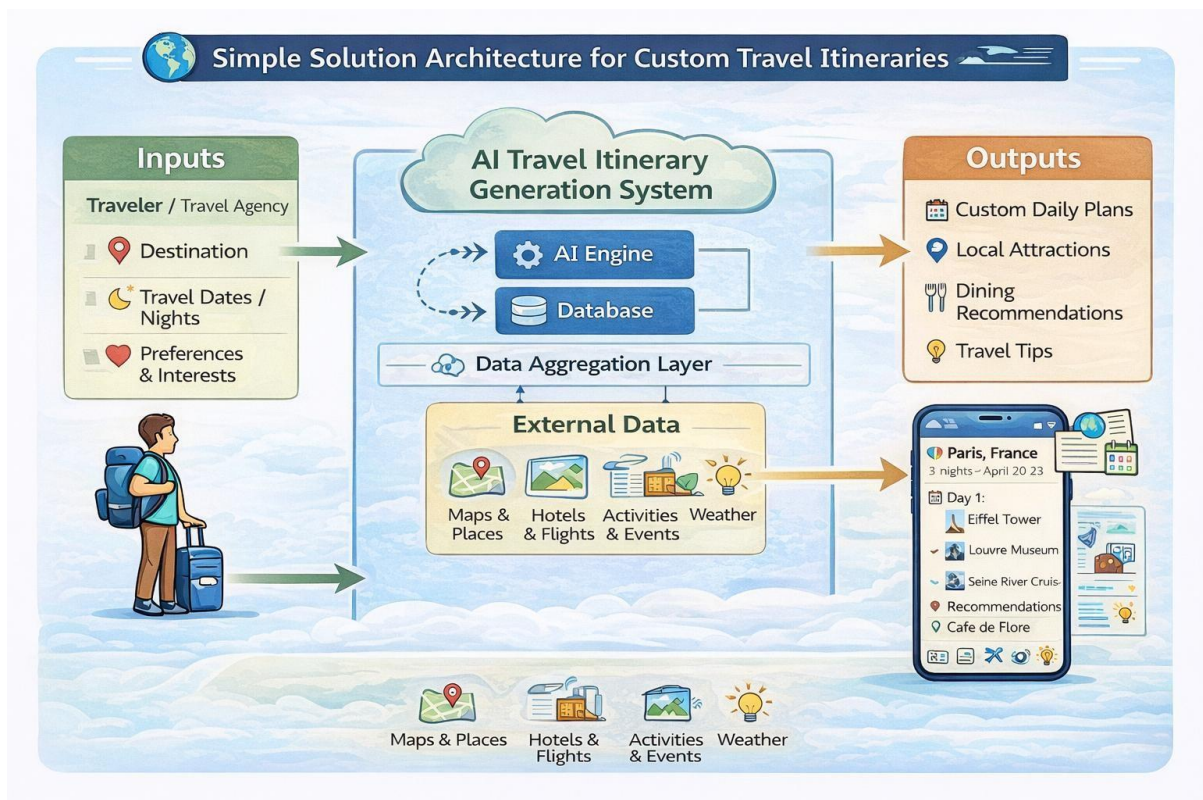 Simple Solution Architecture for Custom Travel Itineraries
Inputs
Traveler / Travel Agency
Destination
Travel Dates /
Nights
Preferences
& Interests
AI Travel Itinerary
Generation System
AI Engine
Database
Data Aggregation Layer
External Data
Maps &
Places
Hotels
& Flights
Activities
& Events
Weather
Outputs
Custom Daily Plans
Local Attractions
Dining
Recommendations
Travel Tips
Paris, France
3 nights – April 20 23
Day 1:
Eiffel Tower
Louvre Museum
Seine River Cruis
Recommendations
Cafe de Flore
Maps & Places
Hotels &
Flights
Activities
& Events
Weather